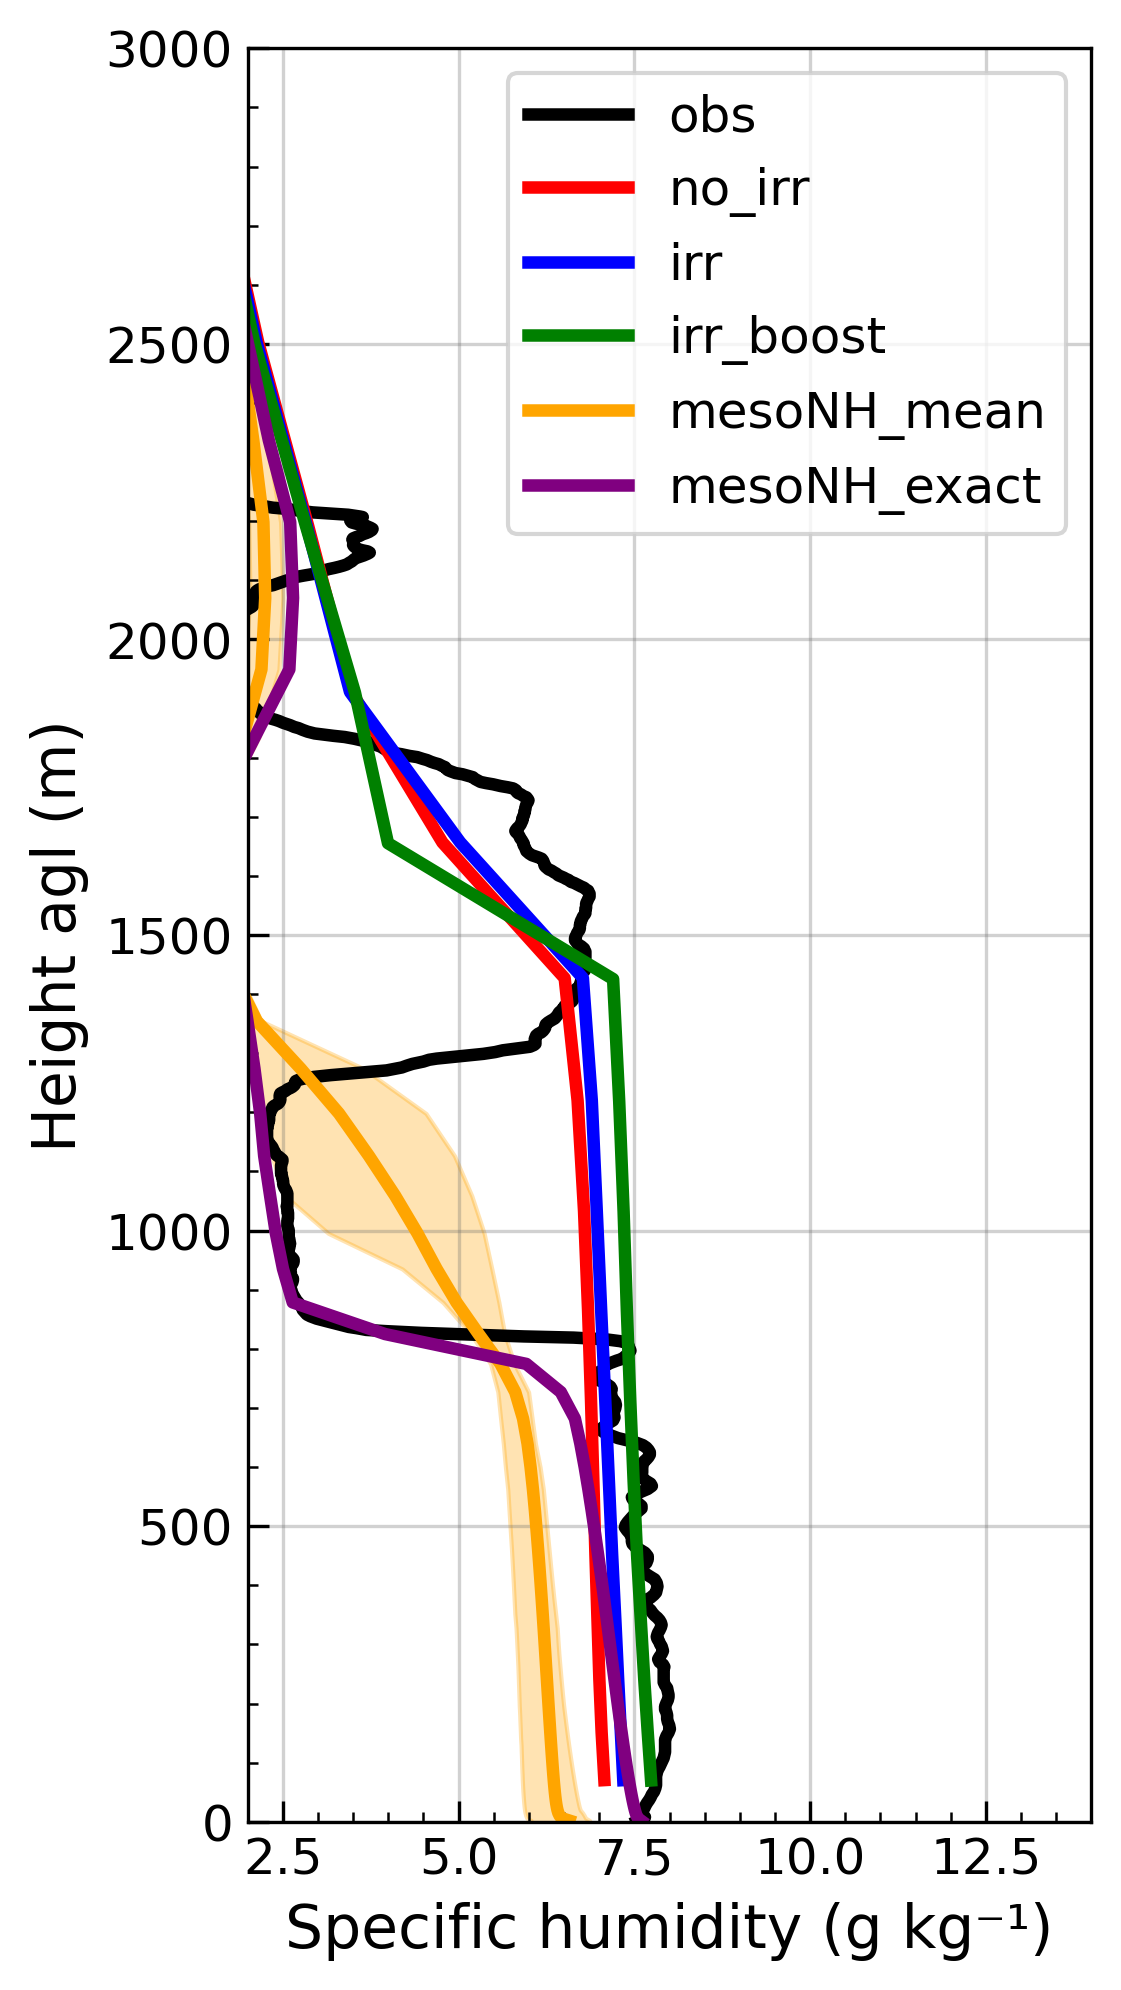 3000
2500
2000
1500
1000
500
0
Height agl (m)
obs
no_irr
irr
irr_boost
mesoNH_mean
mesoNH_exact
2.5 5.0 7.5 10.0 12.5
Specific humidity (g kg⁻¹)